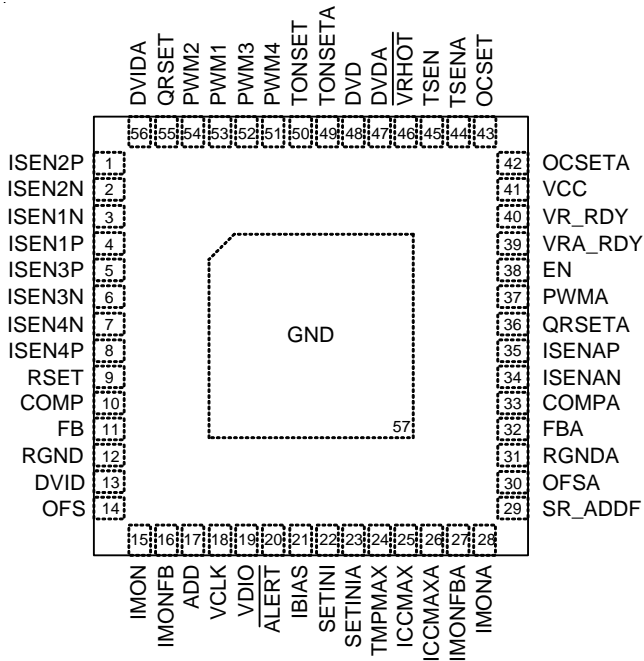 DVIDA
QRSET
PWM2
PWM1
PWM3
PWM4
TONSET
TONSETA
DVD
DVDA
VRHOT
TSEN
TSENA
OCSET
56
55
54
53
52
51
50
49
48
47
46
45
44
43
ISEN2P 1
ISEN2N 2
ISEN1N 3
ISEN1P 4
ISEN3P 5
ISEN3N 6
ISEN4N 7
ISEN4P 8
RSET 9
COMP 10
FB 11
RGND 12
DVID 13
OFS 14
GND
57
42 OCSETA
41 VCC
40 VR_RDY
39 VRA_RDY
38 EN
37 PWMA
36 QRSETA
35 ISENAP
34 ISENAN
33 COMPA
32 FBA
31 RGNDA
30 OFSA
29 SR_ADDF
15
16
17
18
19
20
21
22
23
24
25
26
27
28
IMON
IMONFB
ADD
VCLK
VDIO
ALERT
IBIAS
SETINI
SETINIA
TMPMAX
ICCMAX
ICCMAXA
IMONFBA
IMONA